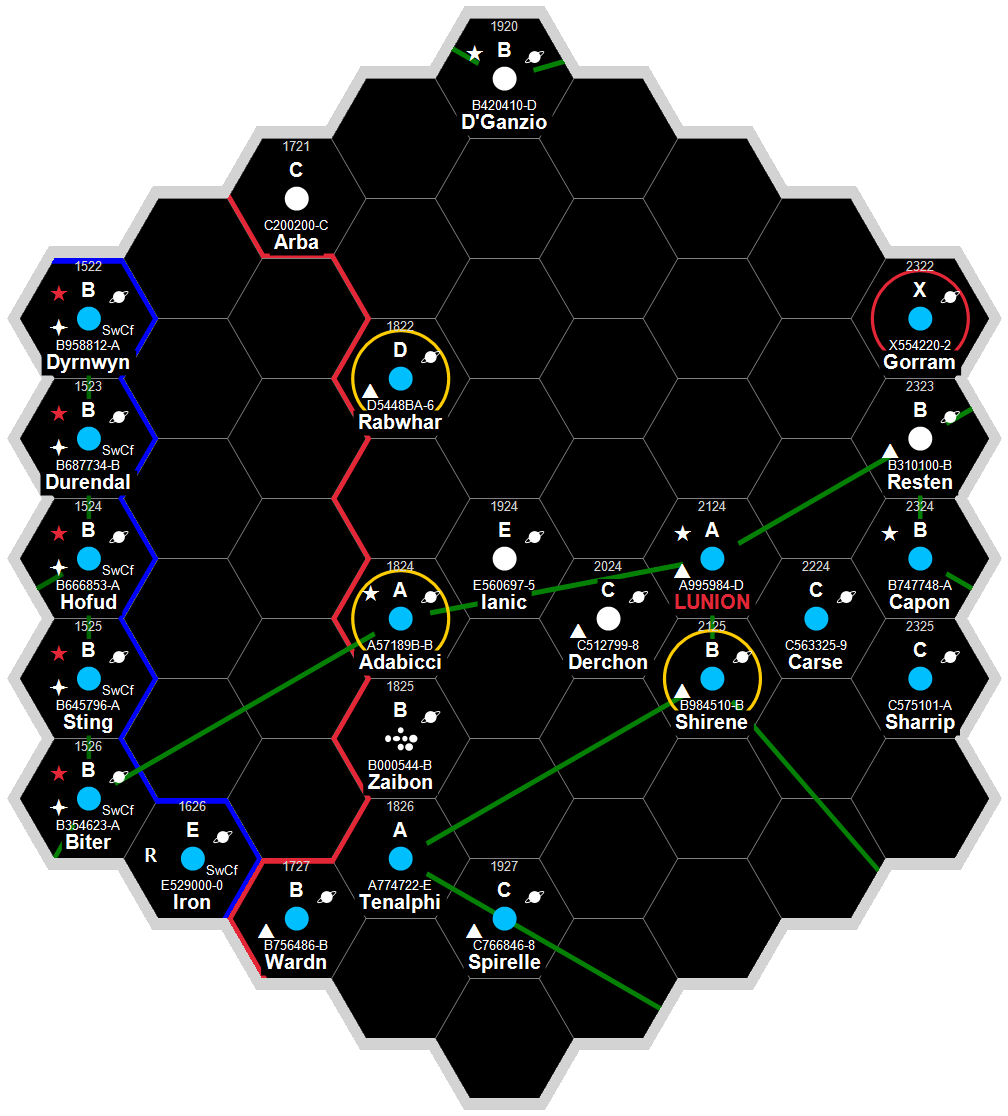 1920
B
B420410-D
D'Ganzio
1721
C
C200200-C
Arba
1522
B
SwCf
B958812-A
Dyrnwyn
2322
X
X554220-2
Gorram
1822
D
D5448BA-6
Rabwhar
1523
B
SwCf
B687734-B
Durendal
2323
B
B310100-B
Resten
1524
B
SwCf
B666853-A
Hofud
1924
E
E560697-5
Ianic
2124
A
A995984-D
LUNION
2324
B
B747748-A
Capon
1824
A
A57189B-B
Adabicci
2024
C
C512799-8
Derchon
2224
C
C563325-9
Carse
1525
B
SwCf
B645796-A
Sting
2125
B
B984510-B
Shirene
2325
C
C575101-A
Sharrip
1825
B
B000544-B
Zaibon
1526
B
SwCf
B354623-A
Biter
1626
E
R
SwCf
E529000-0
Iron
1826
A
A774722-E
Tenalphi
1727
B
B756486-B
Wardn
1927
C
C766846-8
Spirelle